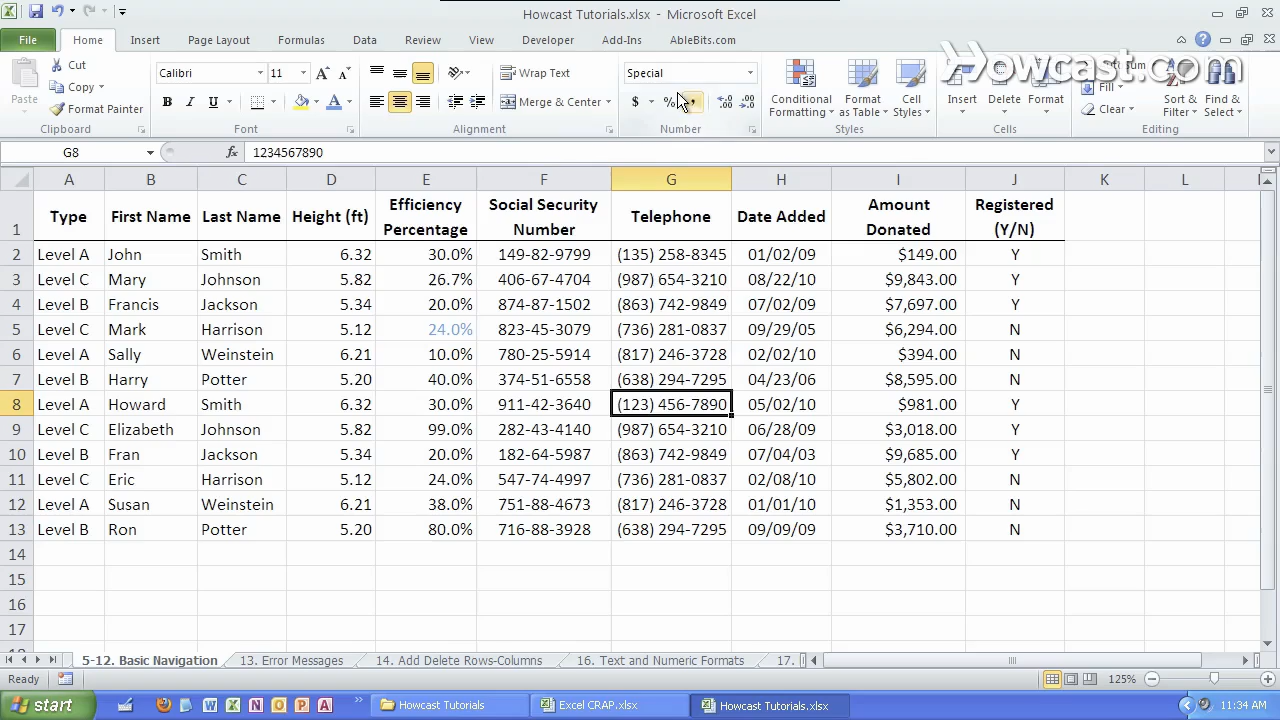 Howcast Tutorials.xlsx - Microsoft Excel
File Home Insert Page Layout Formulas Data Review View Developer Add-Ins AbleBits.com
Howcast.com
Paste
Cut
Copy
Format Painter
Clipboard
Calibri 11
B I U
Font
Wrap Text
Merge & Center
Alignment
Special
$ % ,
Number
Conditional Formatting
Format as Table
Cell Styles
Styles
Insert Delete Format
Cells
Fill
Clear
Sort & Filter
Find & Select
Editing
G8 fx 1234567890
A B C D E F G H I J K L
1 Type First Name Last Name Height (ft) Efficiency Percentage Social Security Number Telephone Date Added Amount Donated Registered (Y/N)
2 Level A John Smith 6.32 30.0% 149-82-9799 (135) 258-8345 01/02/09 $149.00 Y
3 Level C Mary Johnson 5.82 26.7% 406-67-4704 (987) 654-3210 08/22/10 $9,843.00 Y
4 Level B Francis Jackson 5.34 20.0% 874-87-1502 (863) 742-9849 07/02/09 $7,697.00 Y
5 Level C Mark Harrison 5.12 24.0% 823-45-3079 (736) 281-0837 09/29/05 $6,294.00 N
6 Level A Sally Weinstein 6.21 10.0% 780-25-5914 (817) 246-3728 02/02/10 $394.00 N
7 Level B Harry Potter 5.20 40.0% 374-51-6558 (638) 294-7295 04/23/06 $8,595.00 N
8 Level A Howard Smith 6.32 30.0% 911-42-3640 (123) 456-7890 05/02/10 $981.00 Y
9 Level C Elizabeth Johnson 5.82 99.0% 282-43-4140 (987) 654-3210 06/28/09 $3,018.00 Y
10 Level B Fran Jackson 5.34 20.0% 182-64-5987 (863) 742-9849 07/04/03 $9,685.00 Y
11 Level C Eric Harrison 5.12 24.0% 547-74-4997 (736) 281-0837 02/08/10 $5,802.00 N
12 Level A Susan Weinstein 6.21 38.0% 751-88-4673 (817) 246-3728 01/01/10 $1,353.00 N
13 Level B Ron Potter 5.20 80.0% 716-88-3928 (638) 294-7295 09/09/09 $3,710.00 N
14
15
16
17
5-12. Basic Navigation 13. Error Messages 14. Add Delete Rows-Columns 16. Text and Numeric Formats 17.
Ready 125%
start Howcast Tutorials Excel CRAP.xlsx Howcast Tutorials.xlsx 11:34 AM